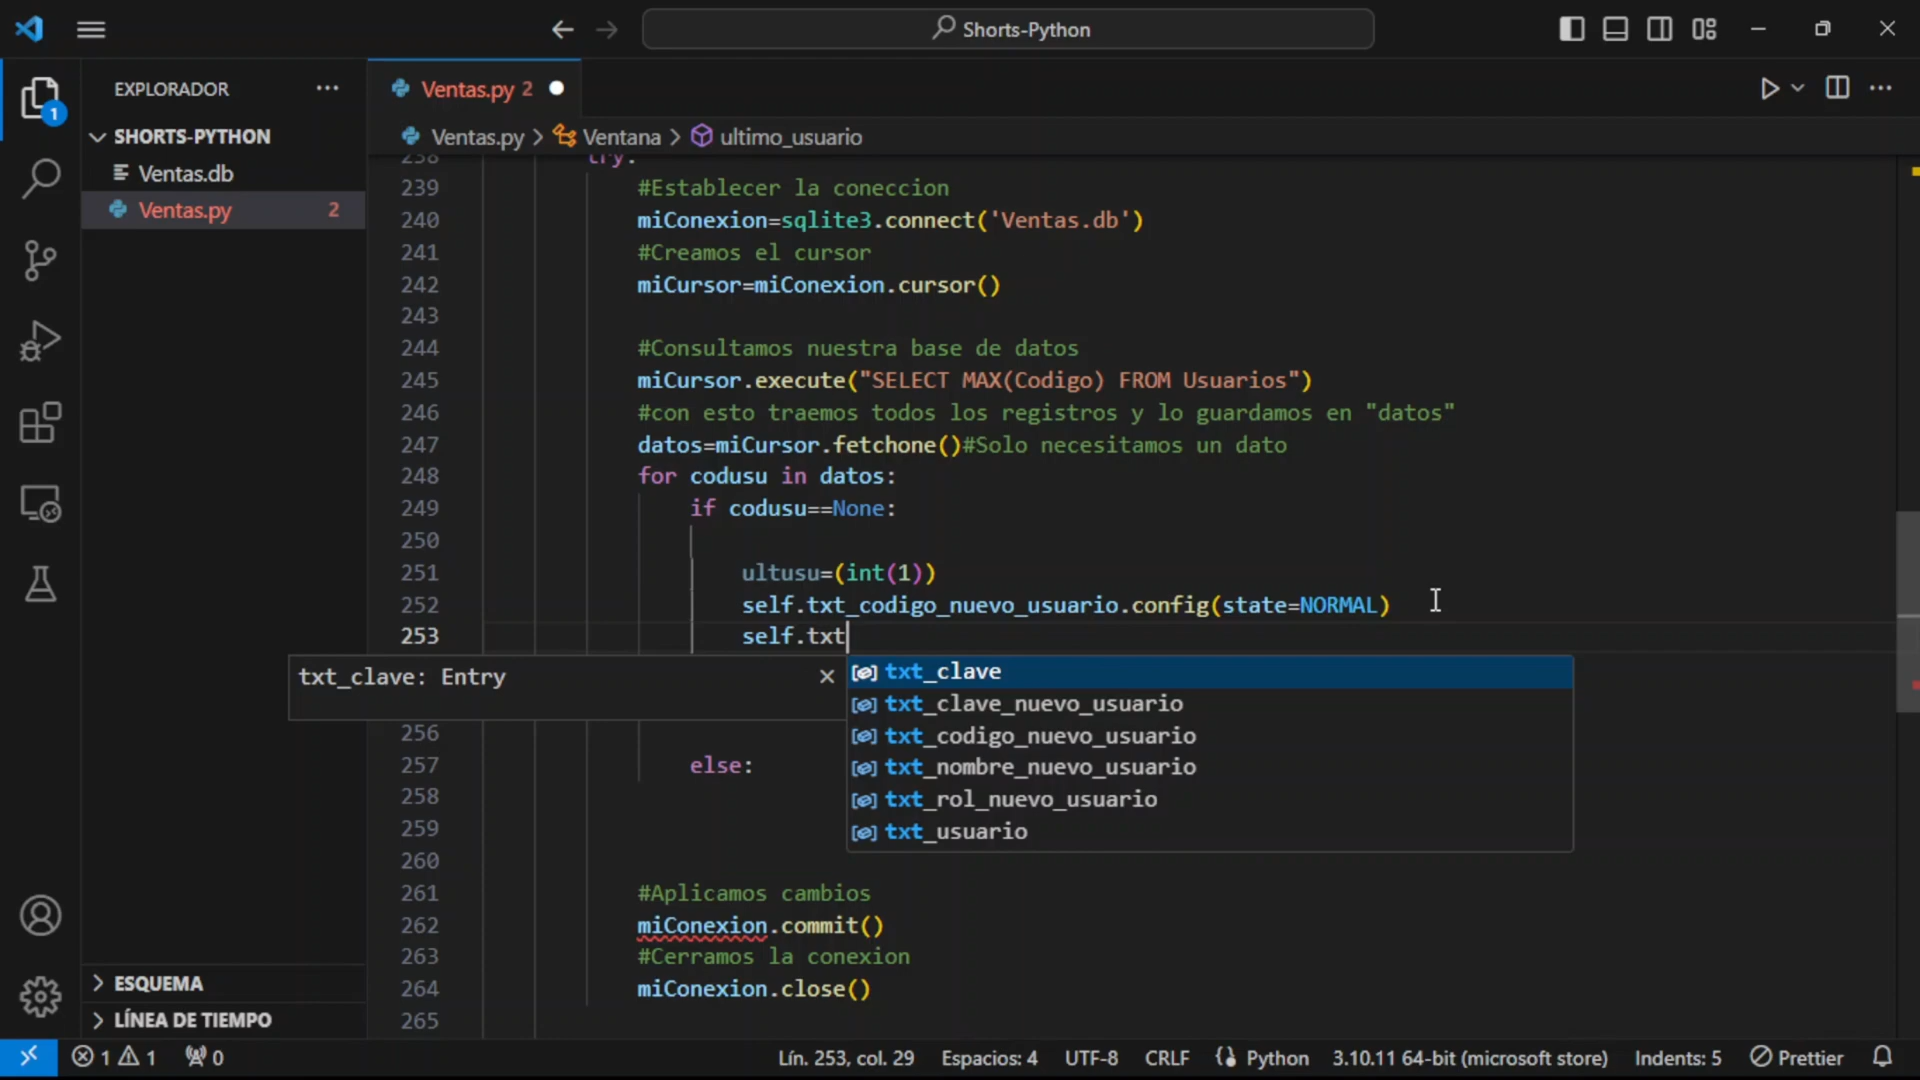 Shorts-Python
EXPLORADOR
Ventas.py 2
SHORTS-PYTHON
Ventas.py > Ventana > ultimo_usuario
Ventas.db
Ventas.py 2
238 try:
239 #Establecer la coneccion
240 miConexion=sqlite3.connect('Ventas.db')
241 #Creamos el cursor
242 miCursor=miConexion.cursor()
243
244 #Consultamos nuestra base de datos
245 miCursor.execute("SELECT MAX(Codigo) FROM Usuarios")
246 #con esto traemos todos los registros y lo guardamos en "datos"
247 datos=miCursor.fetchone()#Solo necesitamos un dato
248 for codusu in datos:
249 if codusu==None:
250
251 ultusu=(int(1))
252 self.txt_codigo_nuevo_usuario.config(state=NORMAL)
253 self.txt
txt_clave: Entry
txt_clave
txt_clave_nuevo_usuario
txt_codigo_nuevo_usuario
txt_nombre_nuevo_usuario
txt_rol_nuevo_usuario
txt_usuario
256
257 else:
258
259
260
261 #Aplicamos cambios
262 miConexion.commit()
263 #Cerramos la conexion
264 miConexion.close()
265
1
ESQUEMA
LÍNEA DE TIEMPO
1 1 0 Lín. 253, col. 29 Espacios: 4 UTF-8 CRLF Python 3.10.11 64-bit (microsoft store) Indents: 5 Prettier